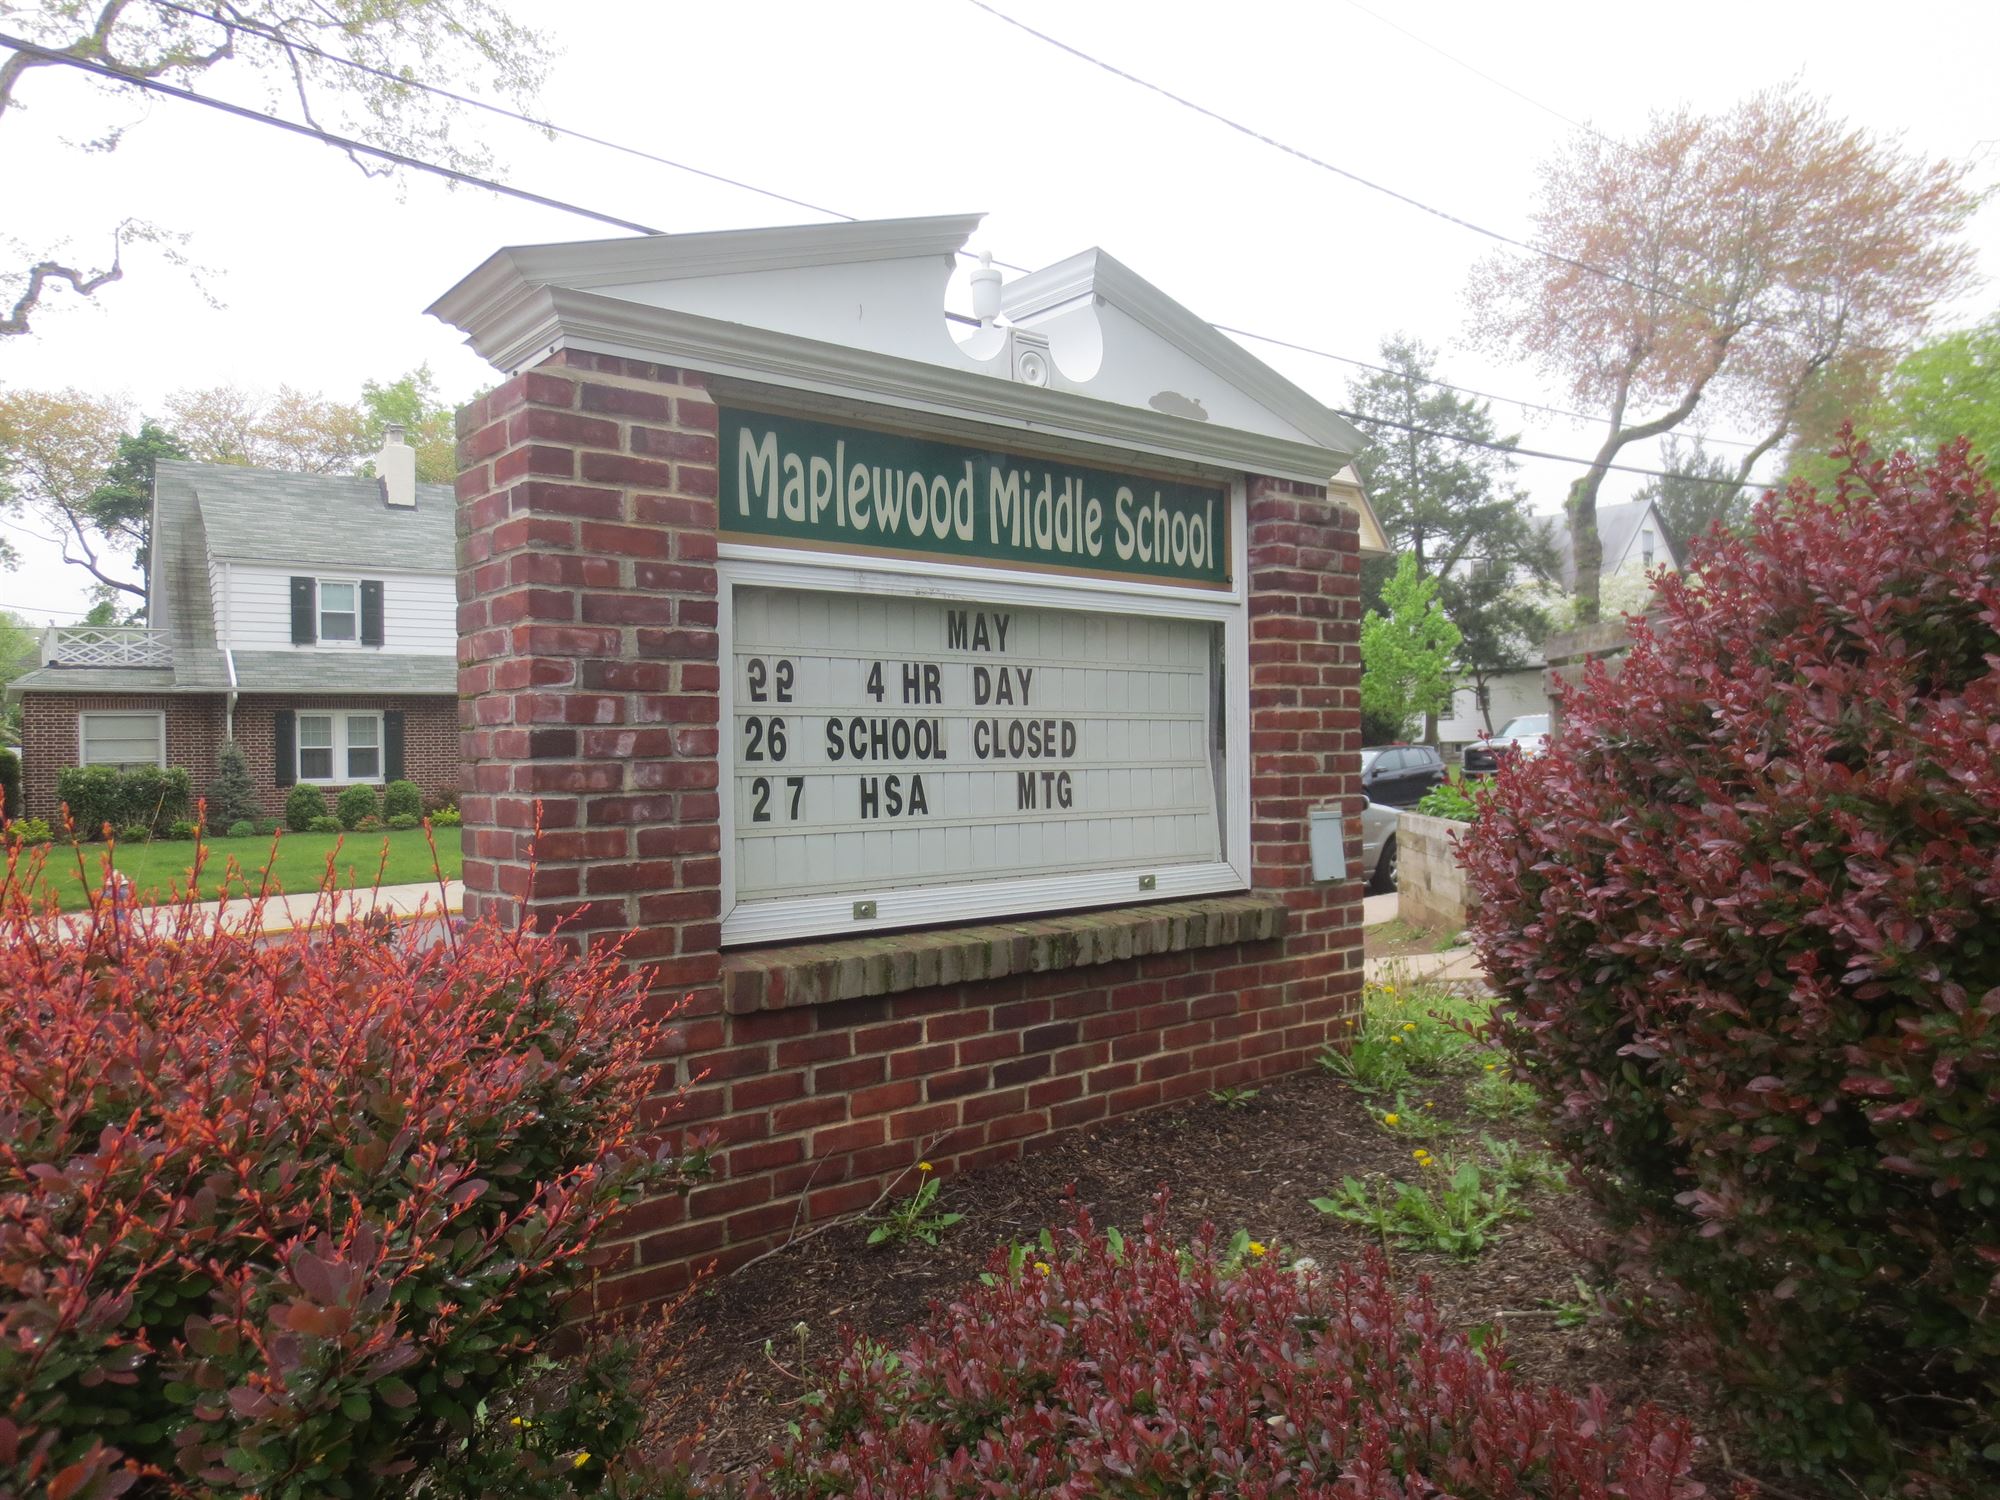 Maplewood Middle School
MAY
22 4 HR DAY
26 SCHOOL CLOSED
27 HSA MTG